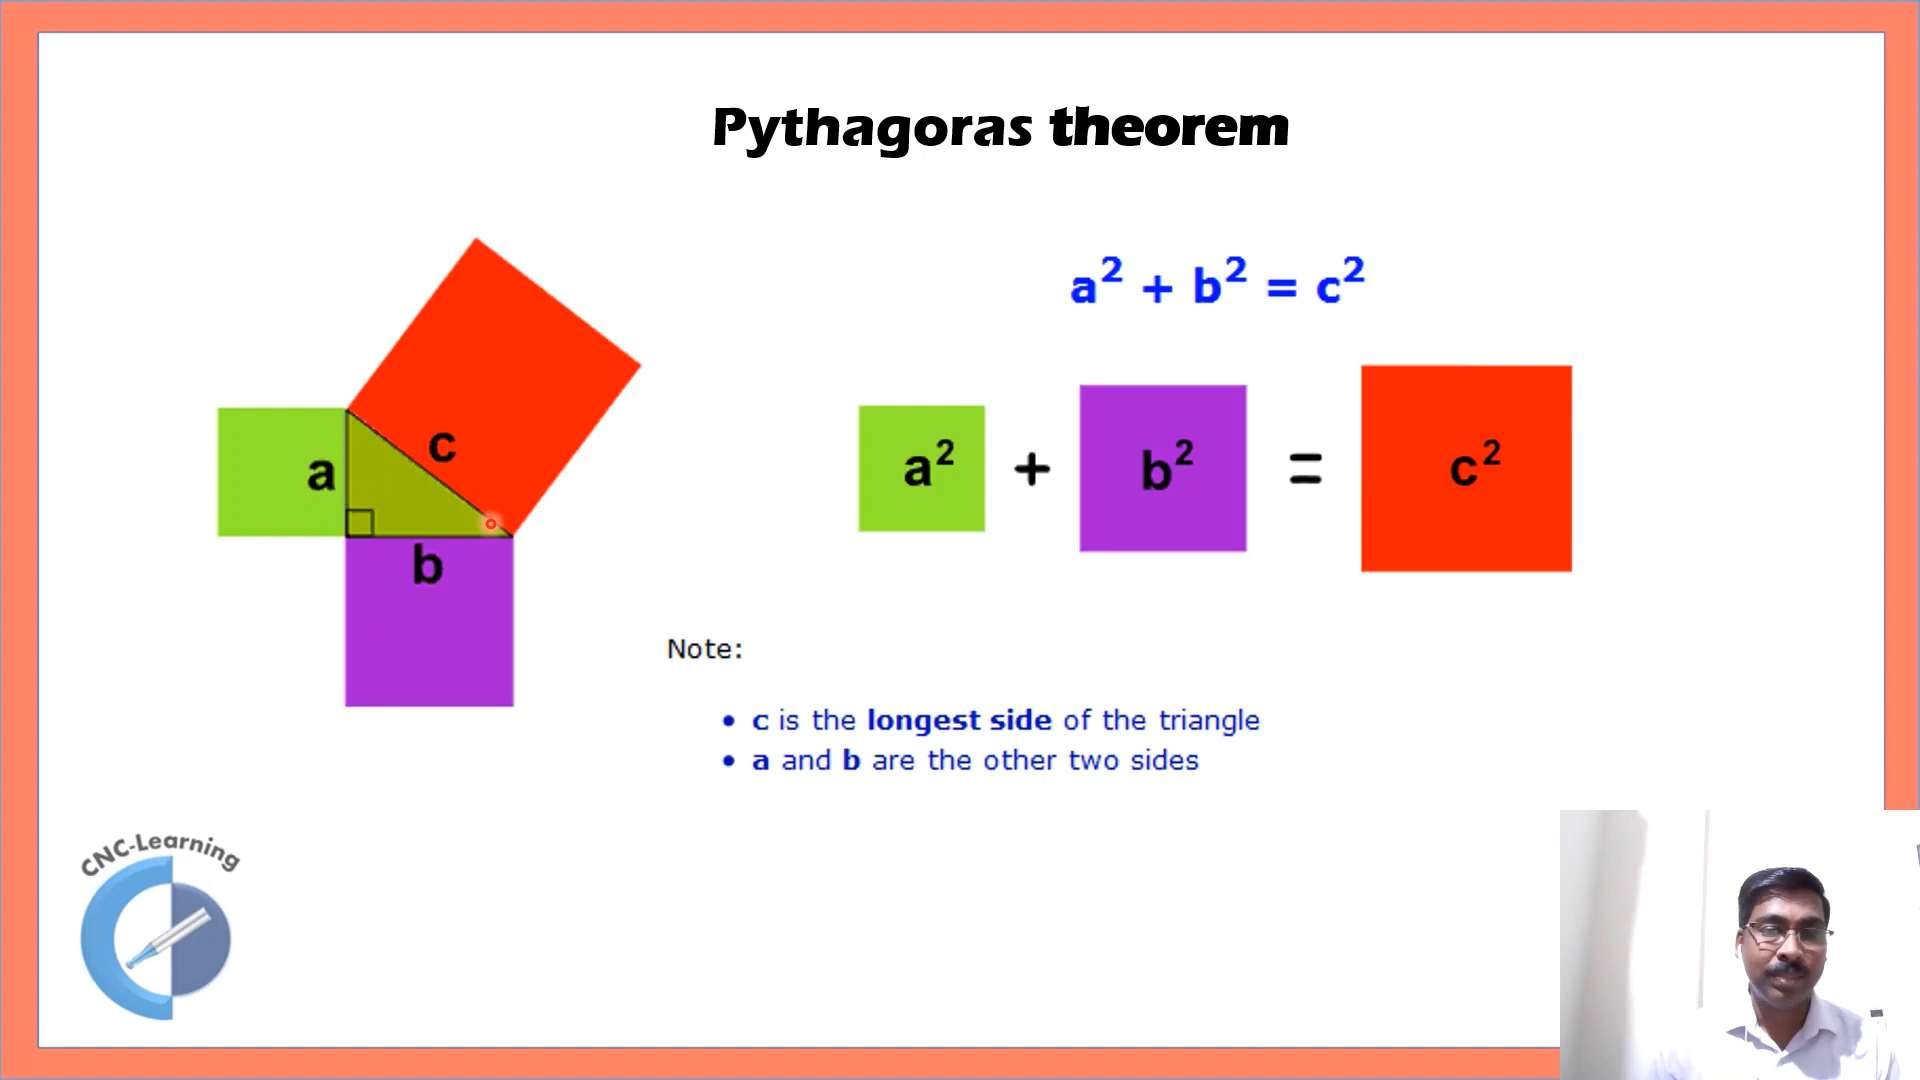 Pythagoras theorem
a² + b² = c²
c
a
b
a² + b² = c²
Note:
• c is the longest side of the triangle
• a and b are the other two sides
CNC-Learning